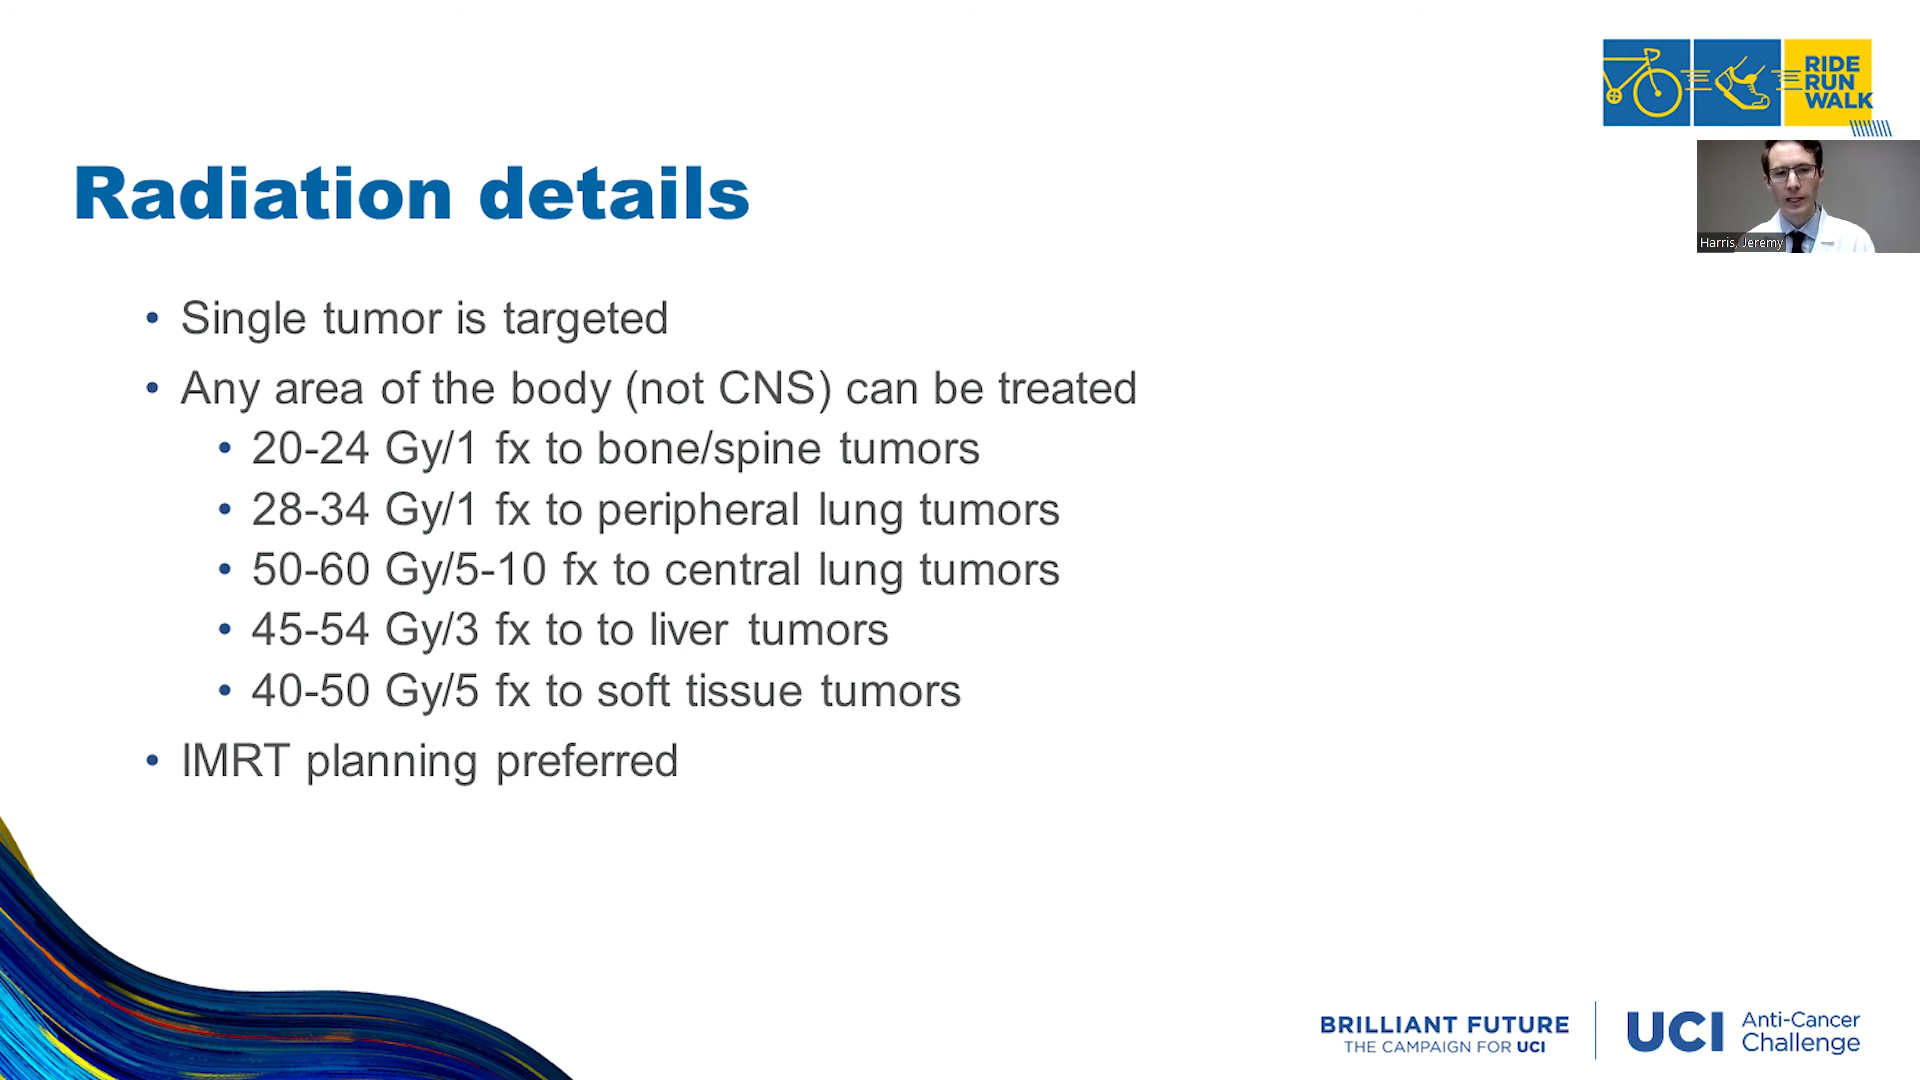 RIDE
RUN
WALK
Harris, Jeremy
Radiation details
• Single tumor is targeted
• Any area of the body (not CNS) can be treated
• 20-24 Gy/1 fx to bone/spine tumors
• 28-34 Gy/1 fx to peripheral lung tumors
• 50-60 Gy/5-10 fx to central lung tumors
• 45-54 Gy/3 fx to to liver tumors
• 40-50 Gy/5 fx to soft tissue tumors
• IMRT planning preferred
BRILLIANT FUTURE
THE CAMPAIGN FOR UCI
UCI Anti-Cancer
Challenge